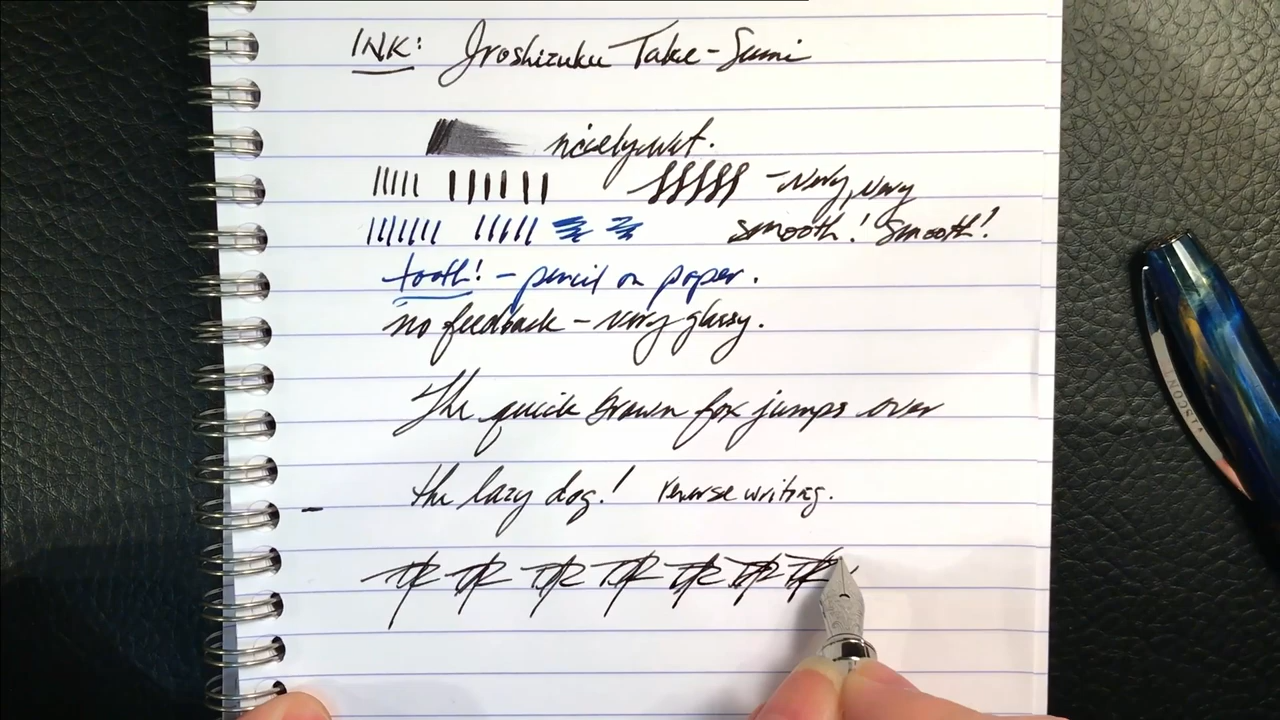 INK: Iroshizuku Take-Sumi
nicely wet.
- Very, very
smooth! Smooth!
tooth! - pencil on paper.
no feedback - very glassy.
The quick brown fox jumps over
the lazy dog! reverse writing.
VISCONTI